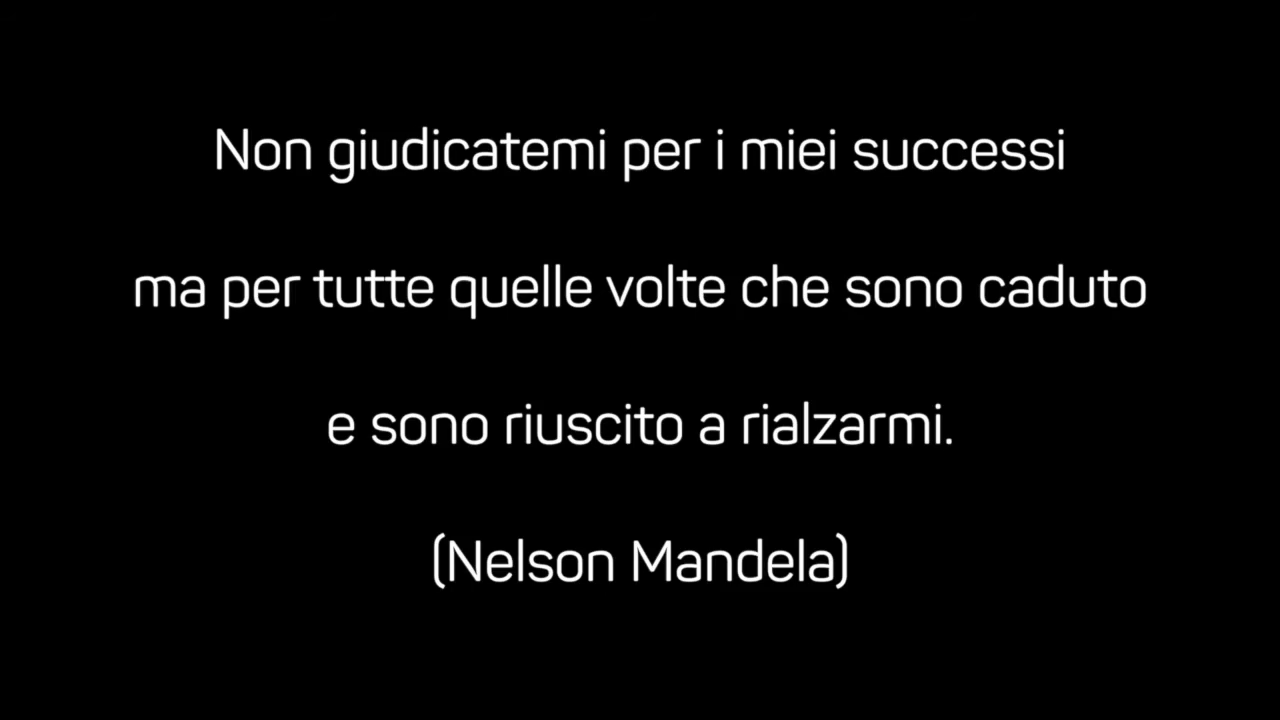 Non giudicatemi per i miei successi
ma per tutte quelle volte che sono caduto
e sono riuscito a rialzarmi.
(Nelson Mandela)